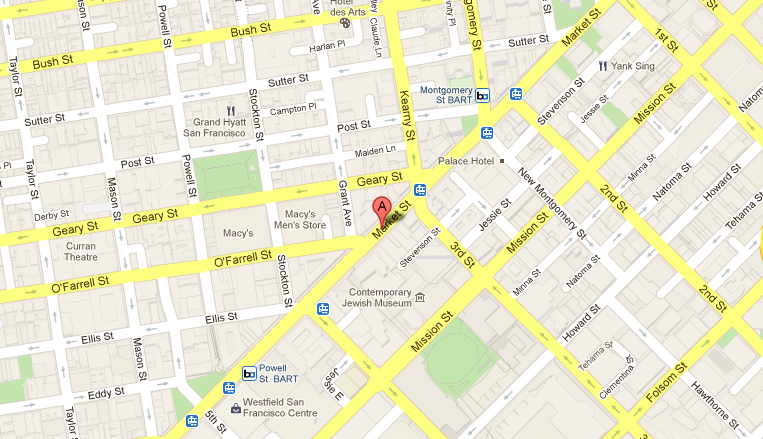 Hotel
des Arts
Bush St
Bush St
Harlan Pl
Claude Ln
Powell St
Stockton St
Taylor St
Mason St
Kearny St
Sutter St
Market St
1st St
Yank Sing
Mission St
Sutter St
Sutter St
Grand Hyatt
San Francisco
Campton Pl
Montgomery
St BART
Stevenson St
Jessie St
Post St
Post St
Maiden Ln
Palace Hotel
Minna St
Natoma St
Howard St
Tehama St
2nd St
New Montgomery St
Taylor St
Mason St
Powell St
Geary St
Grant Ave
A
Market St
Jessie St
Mission St
Derby St
Geary St
Geary St
Macy's
Men's Store
Macy's
Curran
Theatre
Stevenson St
3rd St
O'Farrell St
O'Farrell St
Stockton St
Contemporary
Jewish Museum
Minna St
Natoma St
2nd St
Howard St
Ellis St
Ellis St
Mission St
Mason St
Powell
St. BART
Tehama St
Clementina St
Folsom St
Hawthorne St
Eddy St
Westfield San
Francisco Centre
5th St
Taylor St